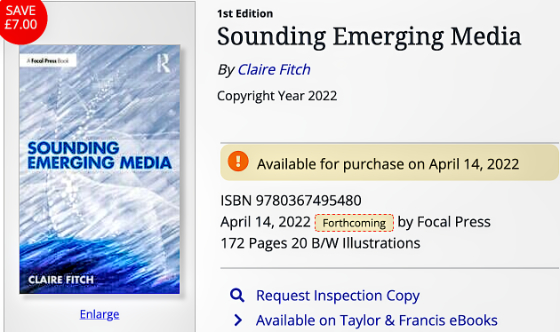 SAVE
£7.00
A Focal Press Book
R
SOUNDING
EMERGING MEDIA
CLAIRE FITCH
Enlarge
1st Edition
Sounding Emerging Media
By Claire Fitch
Copyright Year 2022
! Available for purchase on April 14, 2022
ISBN 9780367495480
April 14, 2022 Forthcoming by Focal Press
172 Pages 20 B/W Illustrations
Request Inspection Copy
Available on Taylor & Francis eBooks